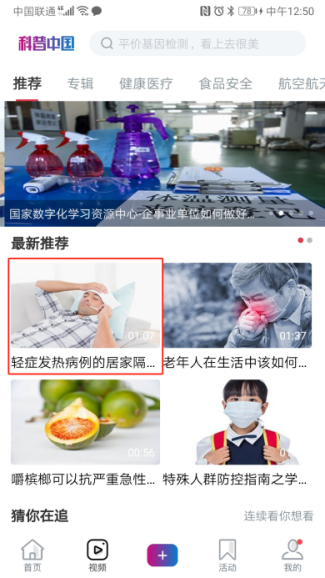 中国联通 78 中午12:50
科普中国 平价基因检测，看上去很美
推荐 专辑 健康医疗 食品安全 航空航天
体温测量
国家数字化学习资源中心-企事业单位如何做好...
最新推荐
01:07 01:37
轻症发热病例的居家隔... 老年人在生活中该如何...
00:56
嚼槟榔可以抗严重急性... 特殊人群防控指南之学...
猜你在追 连续看你想看
首页 视频 活动 我的